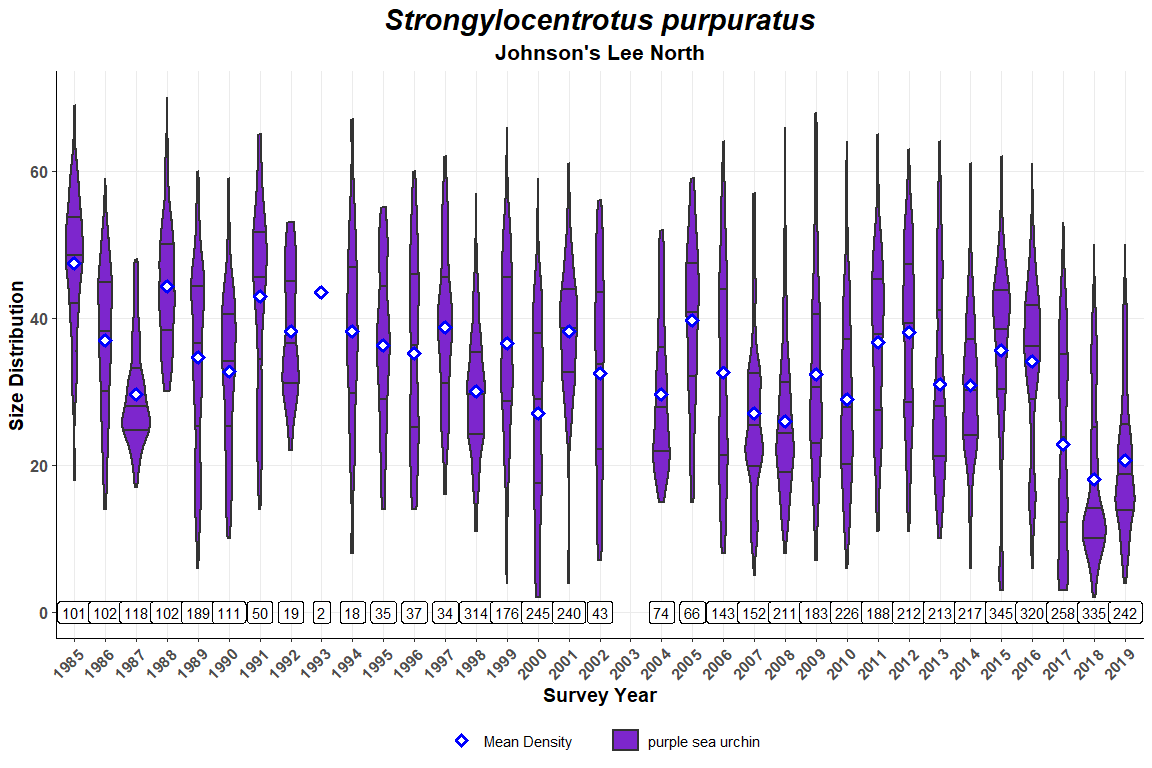 Strongylocentrotus purpuratus
Johnson's Lee North
Size Distribution
60
40
20
0
101 102 118 102 189 111 50 19 2 18 35 37 34 314 176 245 240 43 74 66 143 152 211 183 226 188 212 213 217 345 320 258 335 242
1985 1986 1987 1988 1989 1990 1991 1992 1993 1994 1995 1996 1997 1998 1999 2000 2001 2002 2003 2004 2005 2006 2007 2008 2009 2010 2011 2012 2013 2014 2015 2016 2017 2018 2019
Survey Year
Mean Density purple sea urchin